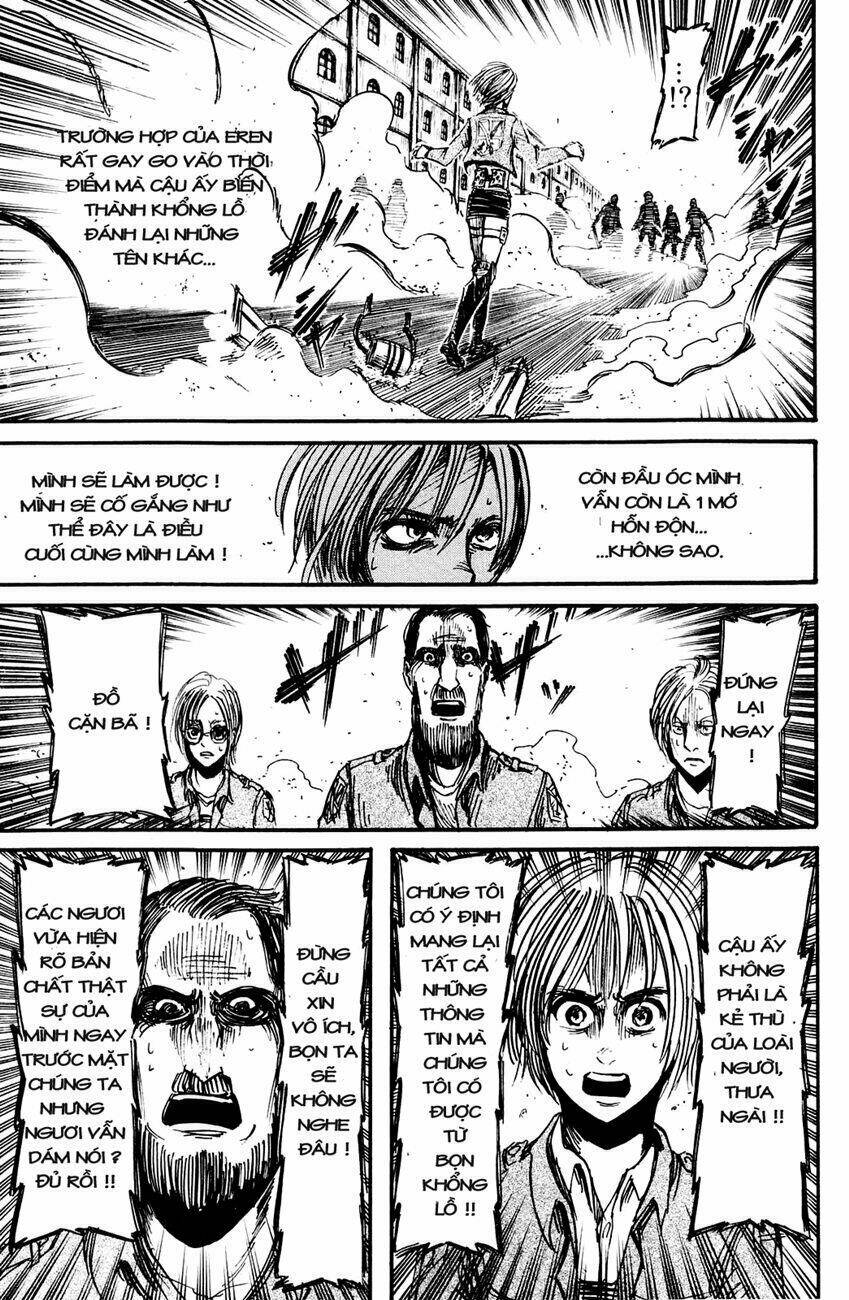 ...
!?
TRƯỜNG HỢP CỦA EREN
RẤT GAY GO VÀO THỜI
ĐIỂM MÀ CẬU ẤY BIẾN
THÀNH KHỔNG LỒ
ĐÁNH LẠI NHỮNG
TÊN KHÁC...
CÒN ĐẦU ÓC MÌNH
VẪN CÒN LÀ 1 MỚ
HỖN ĐỘN...
...KHÔNG SAO.
MÌNH SẼ LÀM ĐƯỢC !
MÌNH SẼ CỐ GẮNG NHƯ
THỂ ĐÂY LÀ ĐIỀU
CUỐI CÙNG MÌNH LÀM !
ĐỨNG
LẠI
NGAY
!
ĐỒ
CẶN BÃ !
CẬU ẤY
KHÔNG
PHẢI LÀ
KẺ THÙ
CỦA LOÀI
NGƯỜI,
THƯA
NGÀI !!
CHÚNG TÔI
CÓ Ý ĐỊNH
MANG LẠI
TẤT CẢ
NHỮNG
THÔNG
TIN MÀ
CHÚNG
TÔI CÓ
ĐƯỢC
TỪ
BỌN
KHỔNG
LỒ !!
ĐỪNG
CẦU
XIN
VÔ ÍCH,
BỌN TA
SẼ
KHÔNG
NGHE
ĐÂU !
CÁC NGƯƠI
VỪA HIỆN
RÕ BẢN
CHẤT THẬT
SỰ CỦA
MÌNH NGAY
TRƯỚC MẶT
CHÚNG TA
NHƯNG
NGƯƠI VẪN
DÁM NÓI ?
ĐỦ RỒI !!